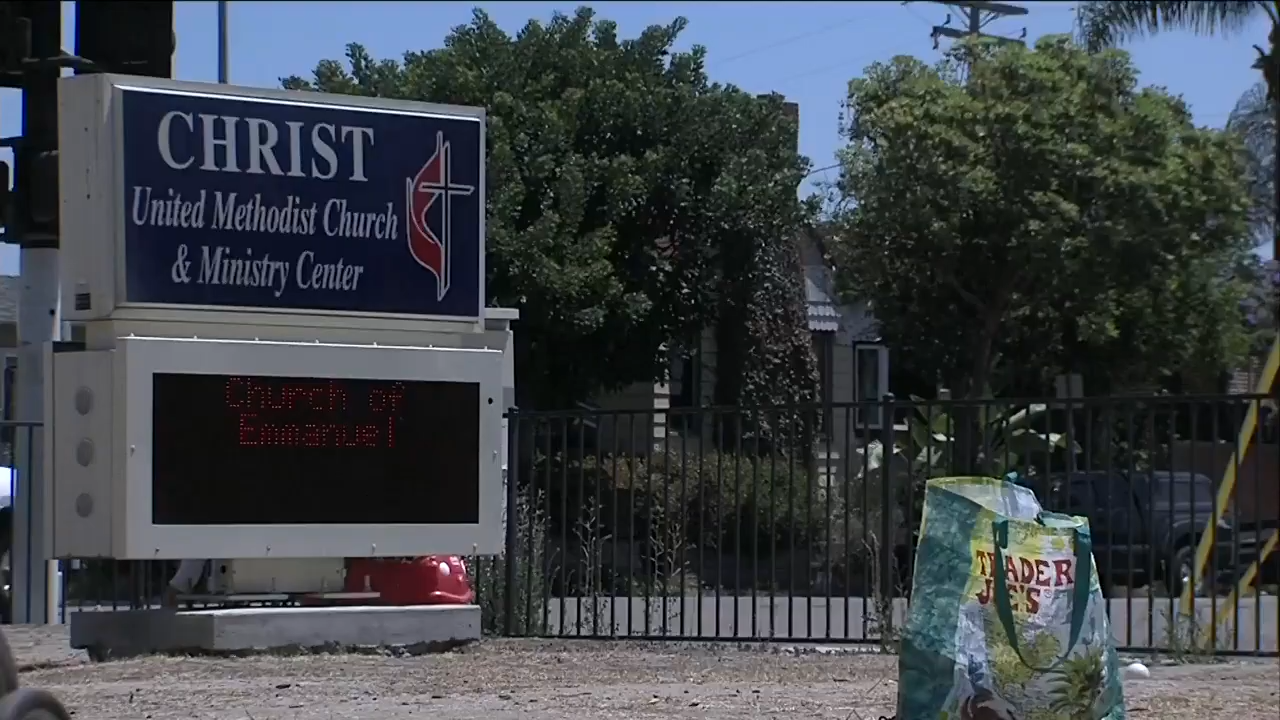 CHRIST
United Methodist Church
& Ministry Center
Church of
Emmanuel
TRADER
JOE'S